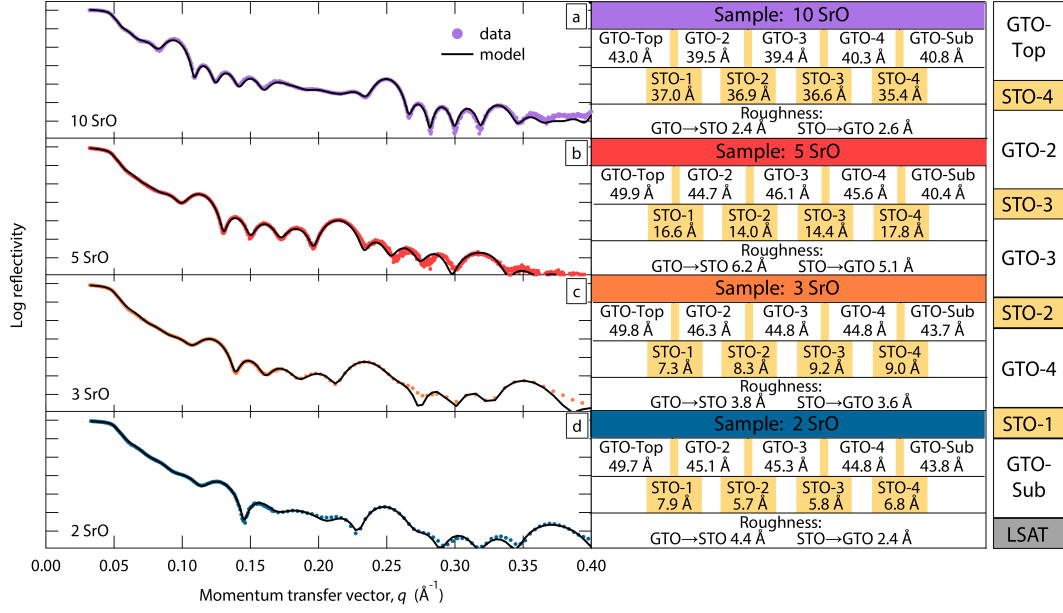 Log reflectivity
a
data
model
10 SrO
b
5 SrO
c
3 SrO
d
2 SrO
0.00 0.05 0.10 0.15 0.20 0.25 0.30 0.35 0.40
Momentum transfer vector, q (Å⁻¹)
Sample: 10 SrO
GTO-Top GTO-2 GTO-3 GTO-4 GTO-Sub
43.0 Å 39.5 Å 39.4 Å 40.3 Å 40.8 Å
STO-1 STO-2 STO-3 STO-4
37.0 Å 36.9 Å 36.6 Å 35.4 Å
Roughness:
GTO→STO 2.4 Å STO→GTO 2.6 Å
Sample: 5 SrO
GTO-Top GTO-2 GTO-3 GTO-4 GTO-Sub
49.9 Å 44.7 Å 46.1 Å 45.6 Å 40.4 Å
STO-1 STO-2 STO-3 STO-4
16.6 Å 14.0 Å 14.4 Å 17.8 Å
Roughness:
GTO→STO 6.2 Å STO→GTO 5.1 Å
Sample: 3 SrO
GTO-Top GTO-2 GTO-3 GTO-4 GTO-Sub
49.8 Å 46.3 Å 44.8 Å 44.8 Å 43.7 Å
STO-1 STO-2 STO-3 STO-4
7.3 Å 8.3 Å 9.2 Å 9.0 Å
Roughness:
GTO→STO 3.8 Å STO→GTO 3.6 Å
Sample: 2 SrO
GTO-Top GTO-2 GTO-3 GTO-4 GTO-Sub
49.7 Å 45.1 Å 45.3 Å 44.8 Å 43.8 Å
STO-1 STO-2 STO-3 STO-4
7.9 Å 5.7 Å 5.8 Å 6.8 Å
Roughness:
GTO→STO 4.4 Å STO→GTO 2.4 Å
GTO-
Top
STO-4
GTO-2
STO-3
GTO-3
STO-2
GTO-4
STO-1
GTO-
Sub
LSAT